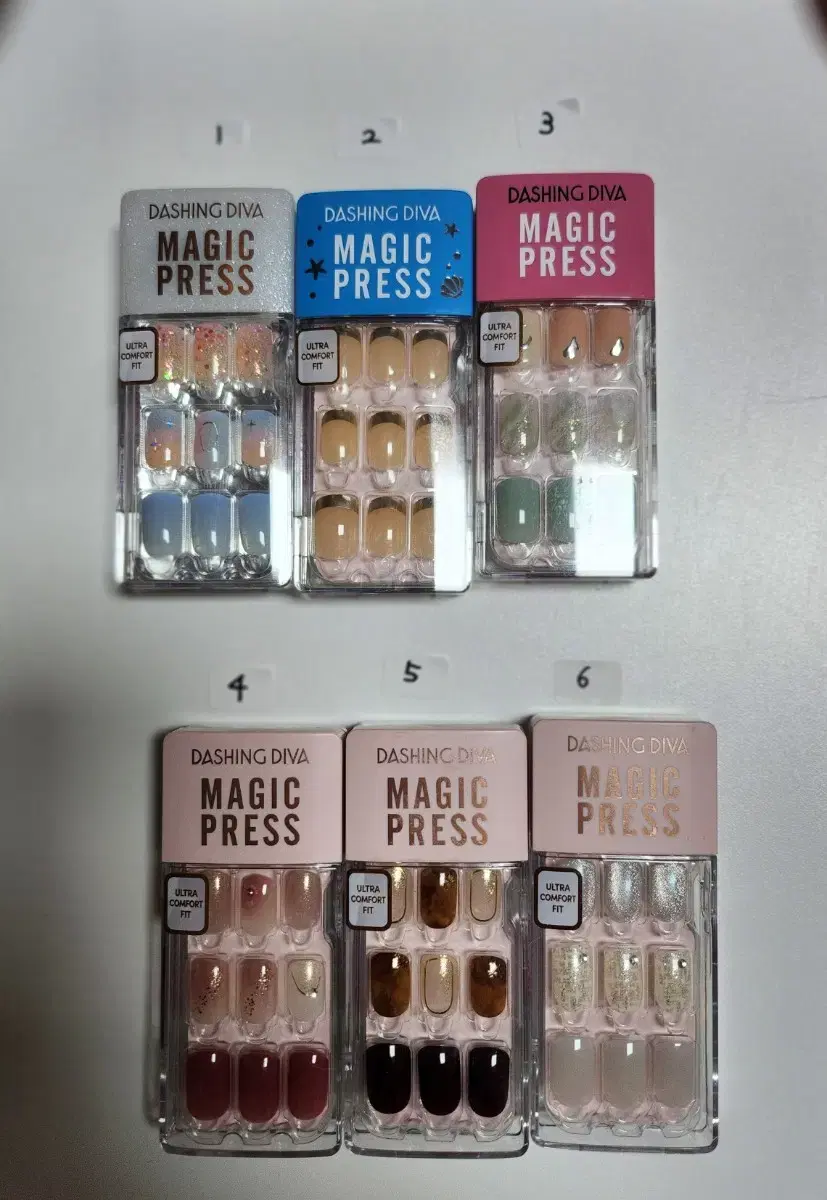 1
2
3
DASHING DIVA
MAGIC
PRESS
ULTRA
COMFORT
FIT
DASHING DIVA
MAGIC
PRESS
ULTRA
COMFORT
FIT
DASHING DIVA
MAGIC
PRESS
ULTRA
COMFORT
FIT
4
5
6
DASHING DIVA
MAGIC
PRESS
ULTRA
COMFORT
FIT
DASHING DIVA
MAGIC
PRESS
ULTRA
COMFORT
FIT
DASHING DIVA
MAGIC
PRESS
ULTRA
COMFORT
FIT